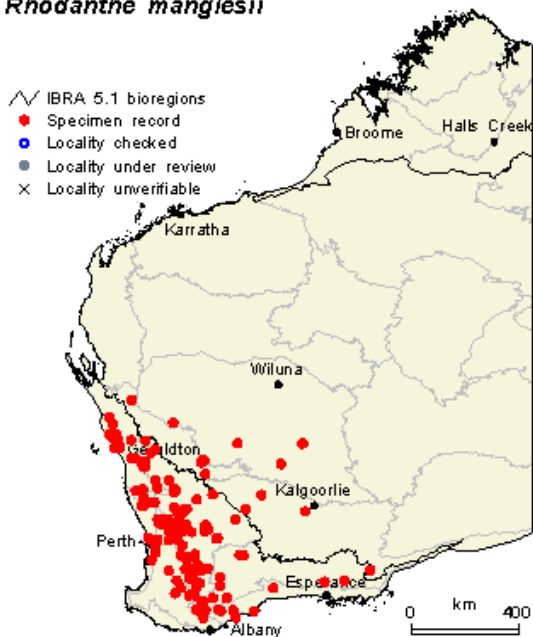 Rhodanthe manglesii
IBRA 5.1 bioregions
Specimen record
Locality checked
Locality under review
Locality unverifiable
Broome
Halls Creek
Karratha
Wiluna
Geraldton
Kalgoorlie
Perth
Esperance
Albany
0 km 400